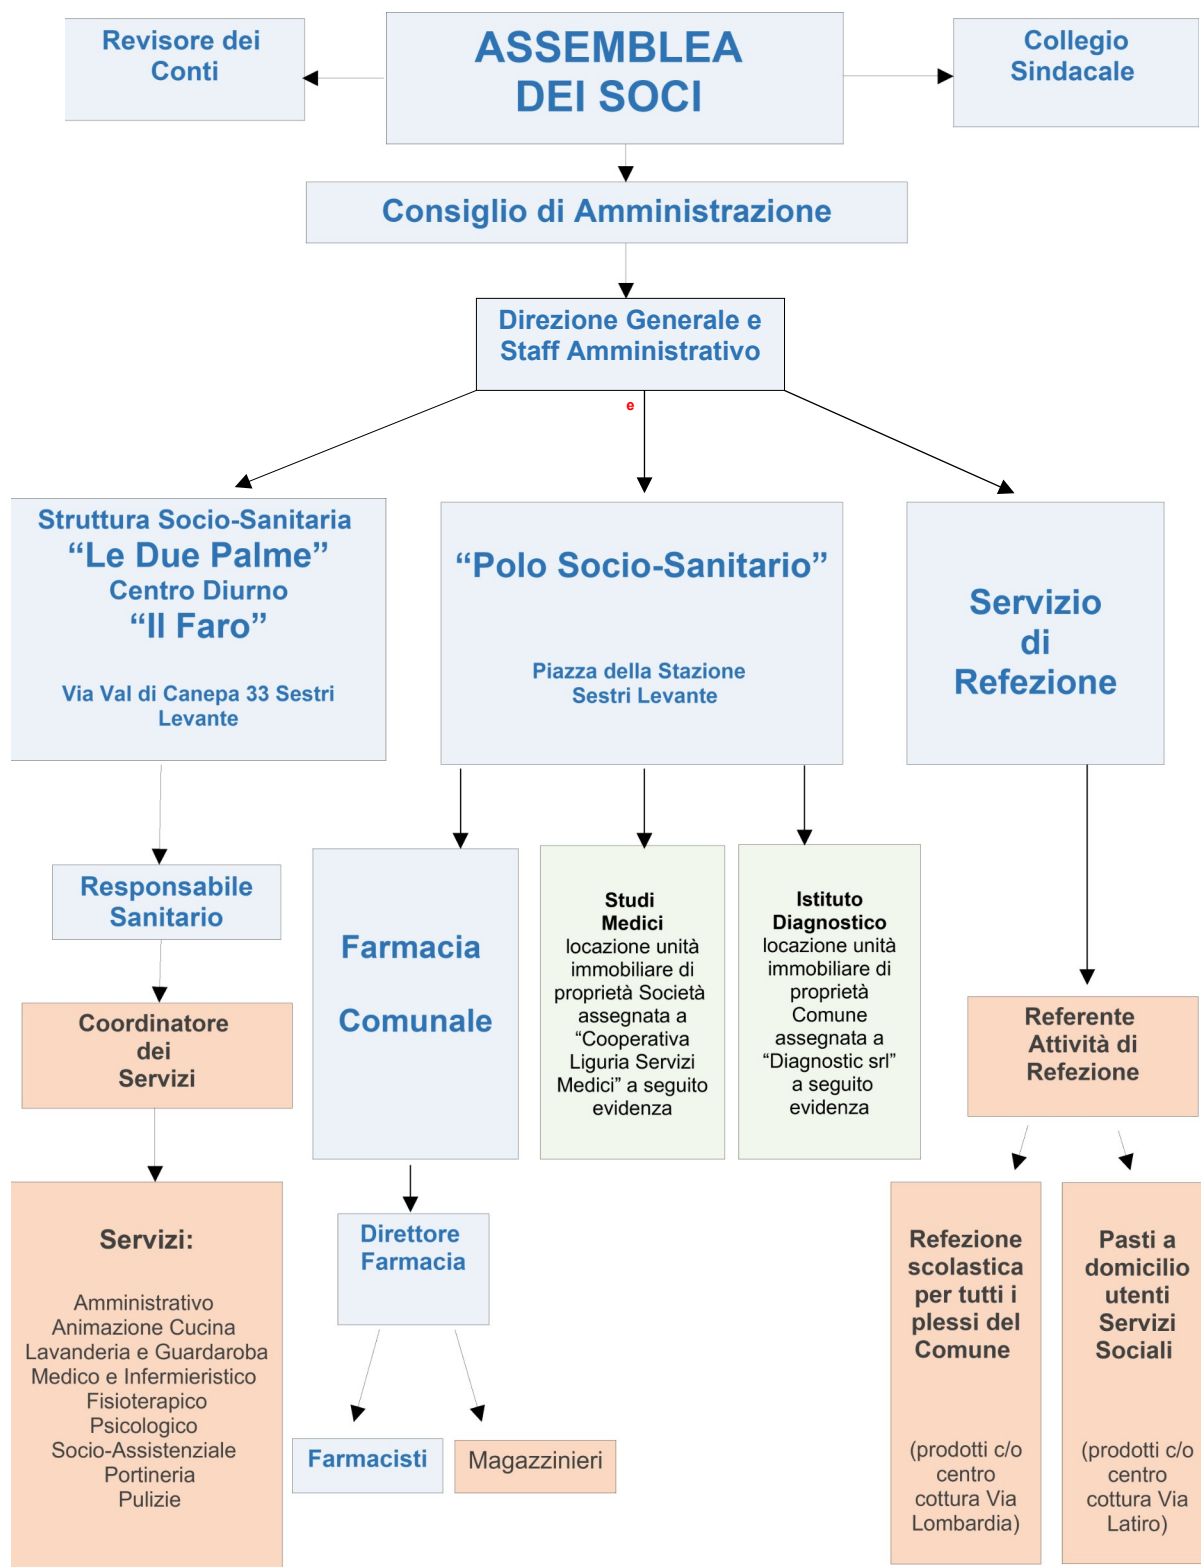 Revisore dei
Conti
ASSEMBLEA
DEI SOCI
Collegio
Sindacale
Consiglio di Amministrazione
Direzione Generale e
Staff Amministrativo
e
Struttura Socio-Sanitaria
“Le Due Palme”
Centro Diurno
“Il Faro”
Via Val di Canepa 33 Sestri
Levante
“Polo Socio-Sanitario”
Piazza della Stazione
Sestri Levante
Servizio
di
Refezione
Responsabile
Sanitario
Coordinatore
dei
Servizi
Servizi:
Amministrativo
Animazione Cucina
Lavanderia e Guardaroba
Medico e Infermieristico
Fisioterapico
Psicologico
Socio-Assistenziale
Portineria
Pulizie
Farmacia
Comunale
Direttore
Farmacia
Farmacisti
Magazzinieri
Studi
Medici
locazione unità
immobiliare di
proprietà Società
assegnata a
“Cooperativa
Liguria Servizi
Medici” a seguito
evidenza
Istituto
Diagnostico
locazione unità
immobiliare di
proprietà
Comune
assegnata a
“Diagnostic srl”
a seguito
evidenza
Referente
Attività di
Refezione
Refezione
scolastica
per tutti i
plessi del
Comune
(prodotti c/o
centro
cottura Via
Lombardia)
Pasti a
domicilio
utenti
Servizi
Sociali
(prodotti c/o
centro
cottura Via
Latiro)